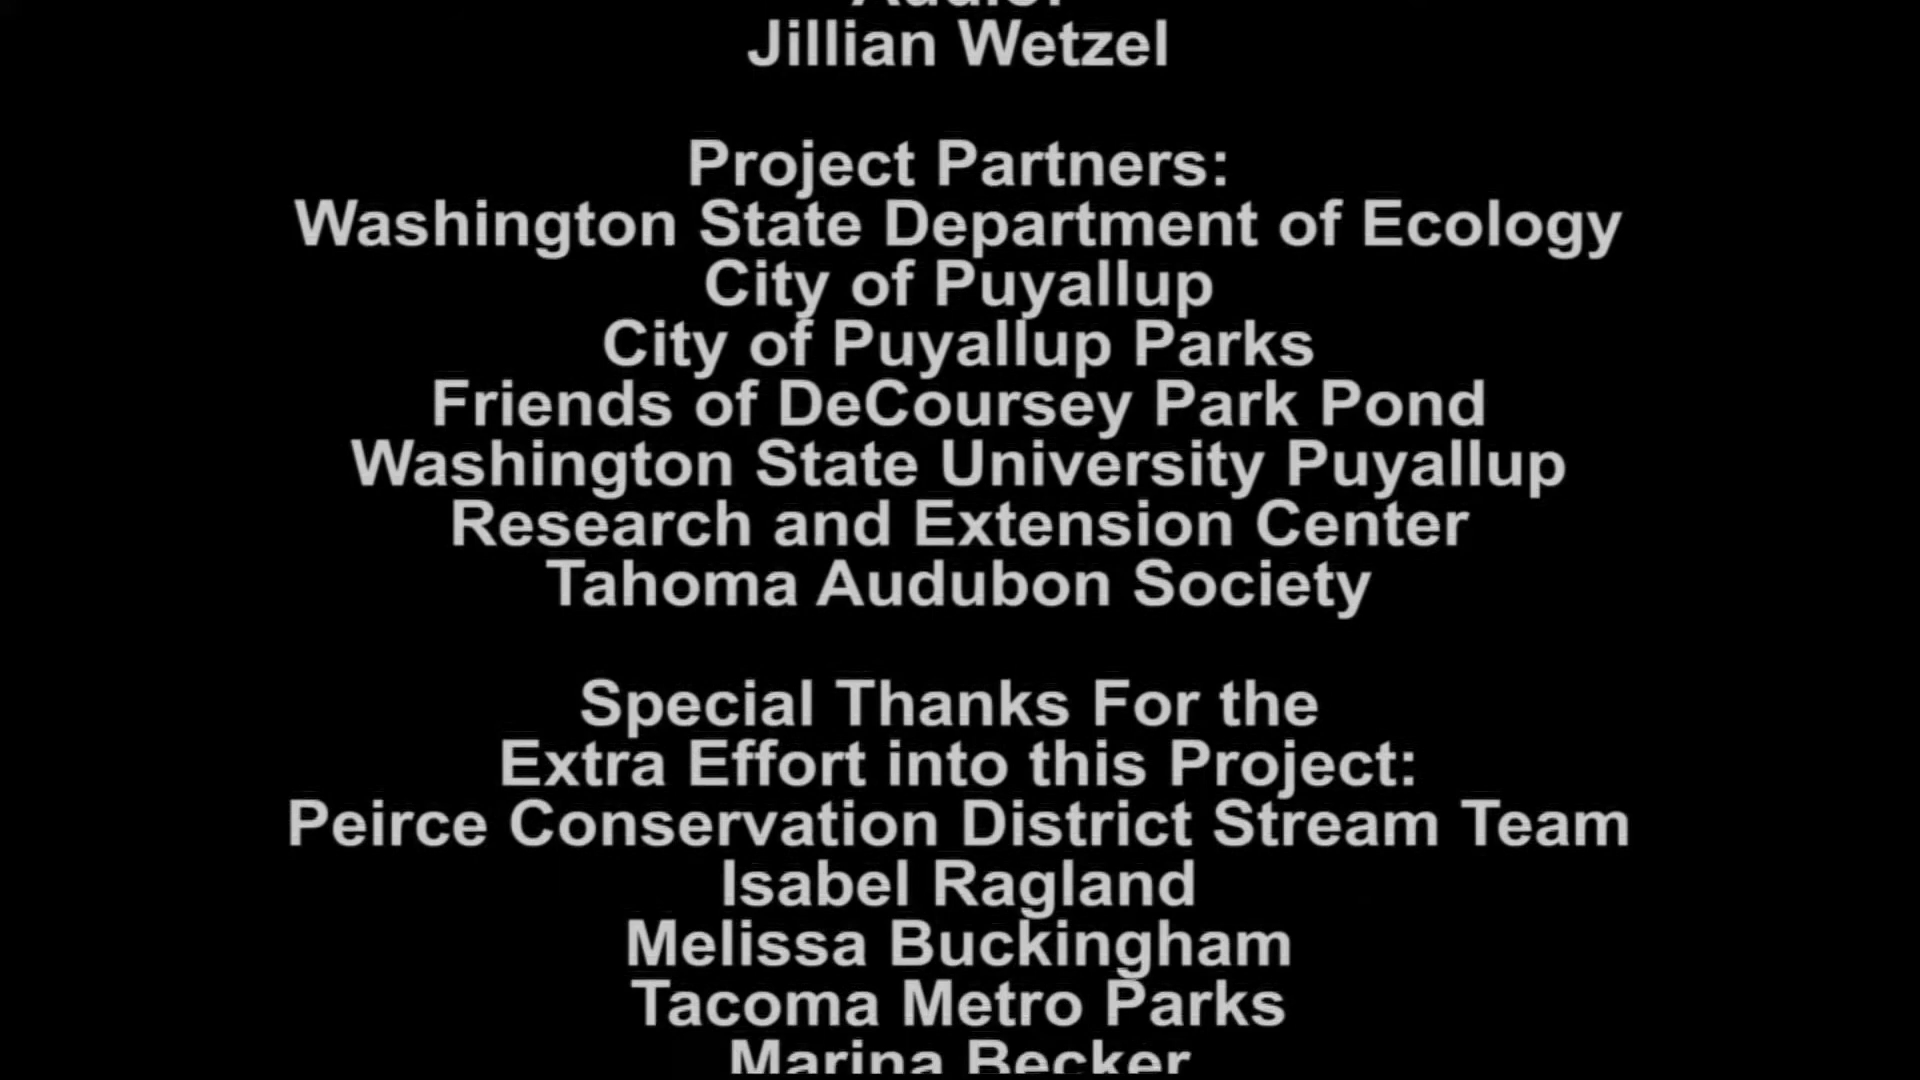 Audio:
Jillian Wetzel
Project Partners:
Washington State Department of Ecology
City of Puyallup
City of Puyallup Parks
Friends of DeCoursey Park Pond
Washington State University Puyallup
Research and Extension Center
Tahoma Audubon Society
Special Thanks For the
Extra Effort into this Project:
Peirce Conservation District Stream Team
Isabel Ragland
Melissa Buckingham
Tacoma Metro Parks
Marina Becker